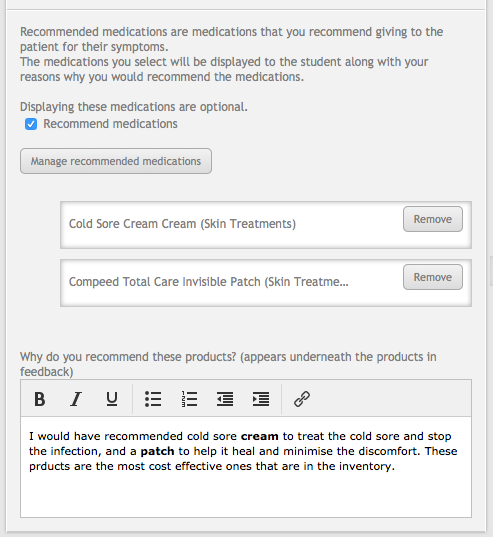 Recommended medications are medications that you recommend giving to the
patient for their symptoms.
The medications you select will be displayed to the student along with your
reasons why you would recommend the medications.
Displaying these medications are optional.
Recommend medications
Manage recommended medications
Cold Sore Cream Cream (Skin Treatments)
Remove
Compeed Total Care Invisible Patch (Skin Treatme...
Remove
Why do you recommend these products? (appears underneath the products in
feedback)
B I U
I would have recommended cold sore cream to treat the cold sore and stop
the infection, and a patch to help it heal and minimise the discomfort. These
prducts are the most cost effective ones that are in the inventory.